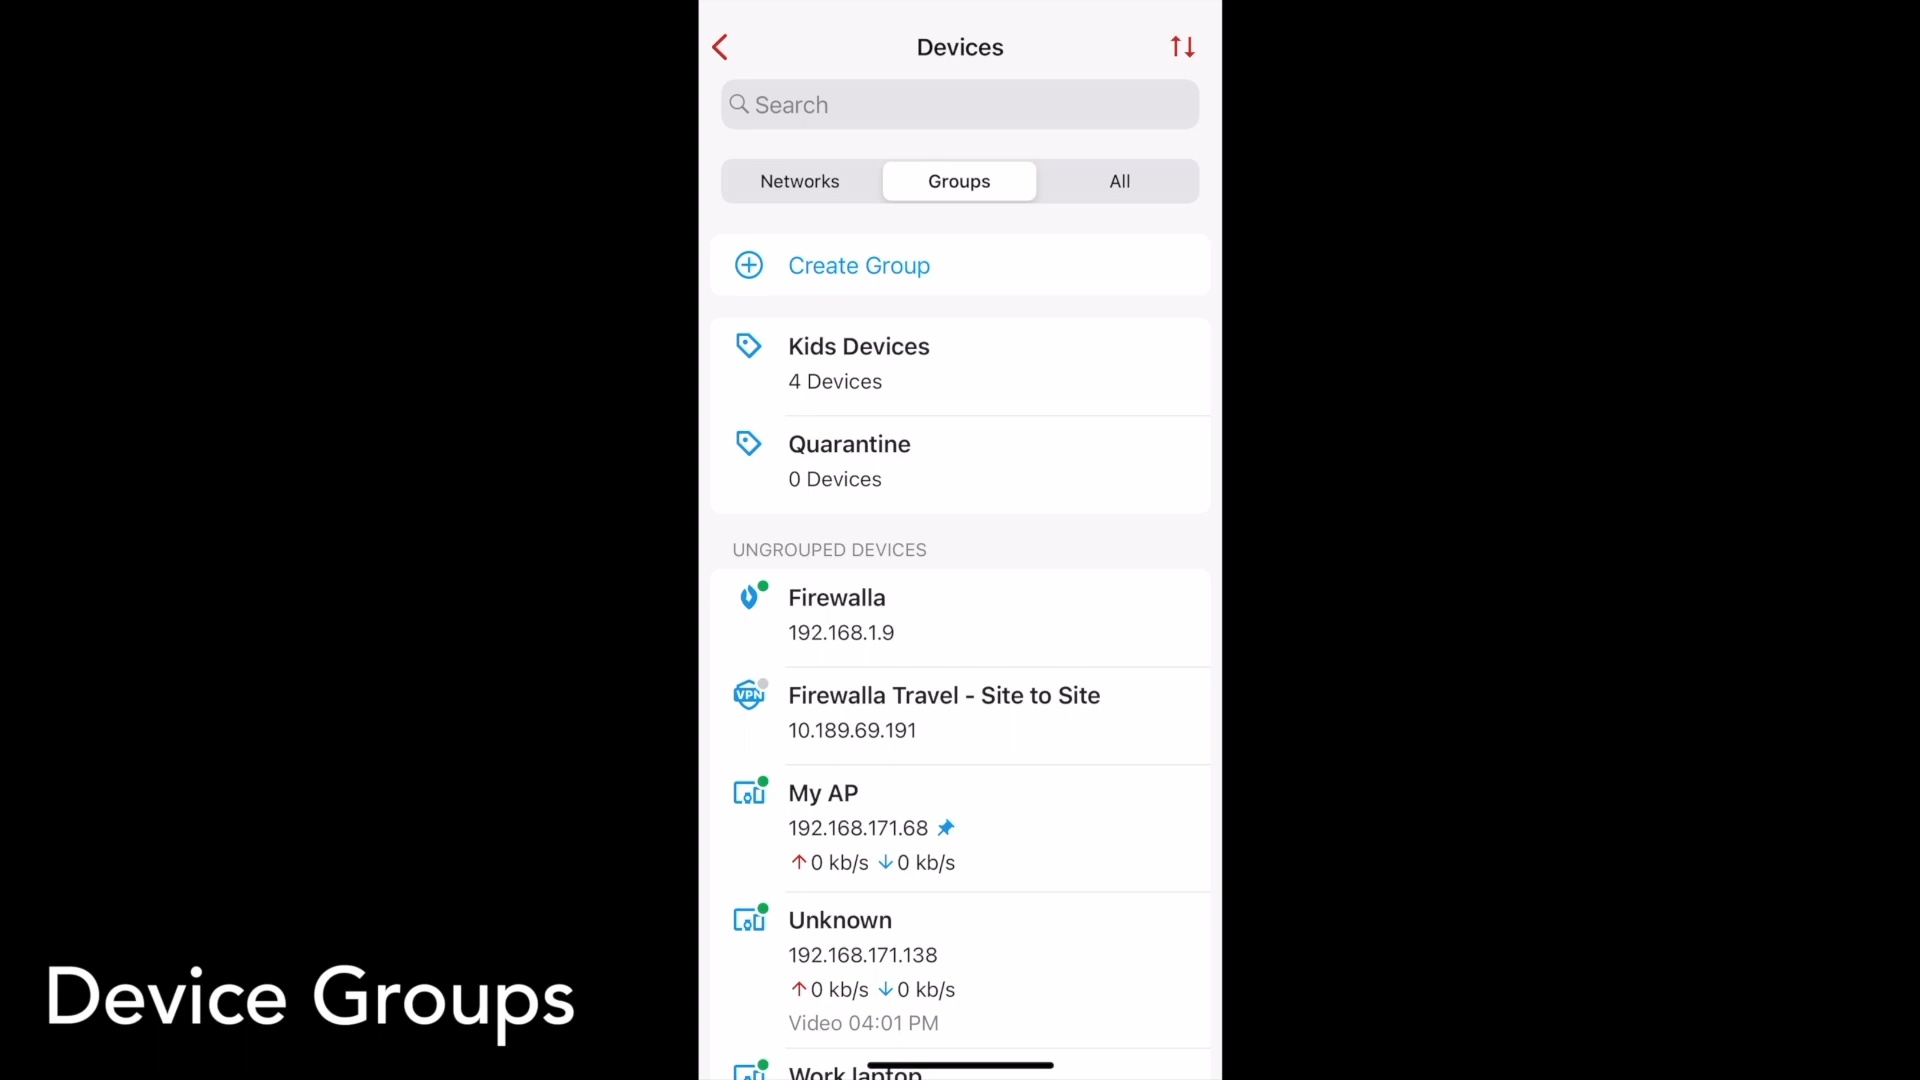 Devices
Search
Networks Groups All
Create Group
Kids Devices
4 Devices
Quarantine
0 Devices
UNGROUPED DEVICES
Firewalla
192.168.1.9
VPN
Firewalla Travel - Site to Site
10.189.69.191
My AP
192.168.171.68
↑0 kb/s ↓0 kb/s
Unknown
192.168.171.138
↑0 kb/s ↓0 kb/s
Video 04:01 PM
Work laptop
Device Groups